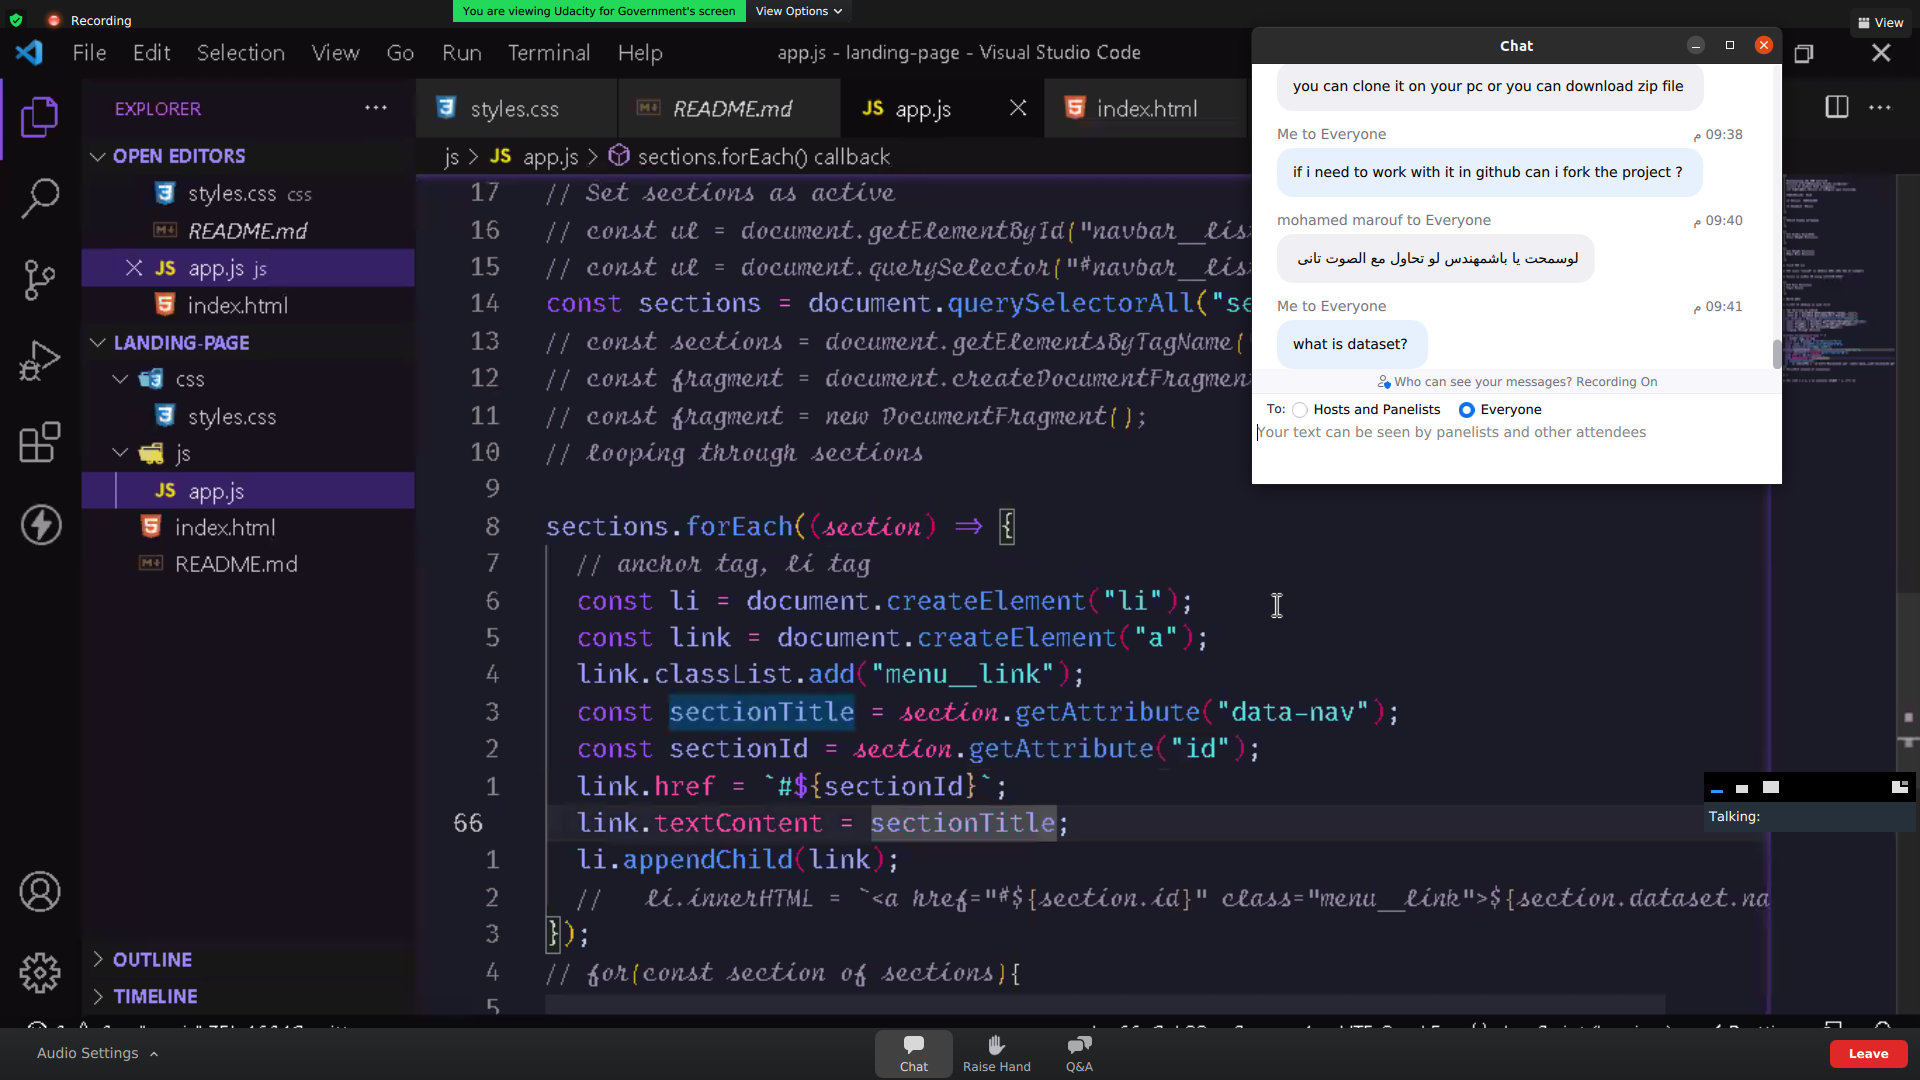 Recording
You are viewing Udacity for Government's screen
View Options
View
File Edit Selection View Go Run Terminal Help
app.js - landing-page - Visual Studio Code
EXPLORER
OPEN EDITORS
styles.css css
README.md
app.js js
index.html
LANDING-PAGE
css
styles.css
js
app.js
index.html
README.md
OUTLINE
TIMELINE
styles.css
README.md
JS app.js
index.html
js > JS app.js > sections.forEach() callback
17 // Set sections as active
16 // const ul = document.getElementById("navbar__lis
15 // const ul = document.querySelector("#navbar__lis
14 const sections = document.querySelectorAll("se
13 // const sections = document.getElementsByTagName(
12 // const fragment = document.createDocumentFragmen
11 // const fragment = new DocumentFragment();
10 // looping through sections
9
8 sections.forEach((section) => {
7 // anchor tag, li tag
6 const li = document.createElement("li");
5 const link = document.createElement("a");
4 link.classList.add("menu__link");
3 const sectionTitle = section.getAttribute("data-nav");
2 const sectionId = section.getAttribute("id");
1 link.href = `#${sectionId}`;
66 link.textContent = sectionTitle;
1 li.appendChild(link);
2 // li.innerHTML = `<a href="#${section.id}" class="menu__link">${section.dataset.na
3 });
4 // for(const section of sections){
5
Chat
you can clone it on your pc or you can download zip file
Me to Everyone 09:38 م
if i need to work with it in github can i fork the project ?
mohamed marouf to Everyone 09:40 م
لوسمحت يا باشمهندس لو تحاول مع الصوت تانى
Me to Everyone 09:41 م
what is dataset?
Who can see your messages? Recording On
To: Hosts and Panelists Everyone
Your text can be seen by panelists and other attendees
Talking:
Audio Settings
Chat
Raise Hand
Q&A
Leave